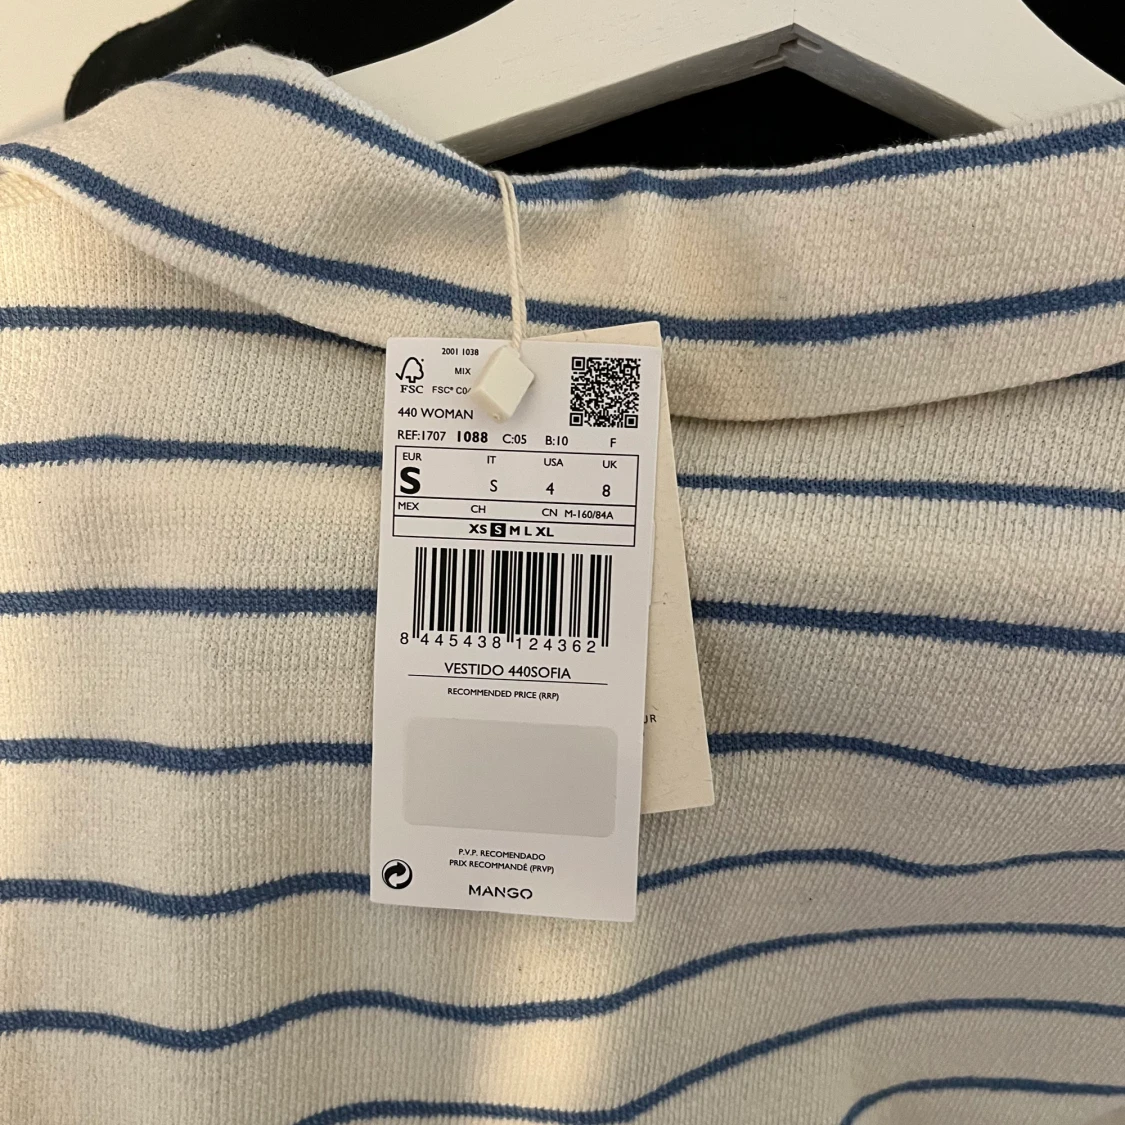 2001 1038
MIX
FSC
FSC® C0
440 WOMAN
REF:1707 1088 C:05 B:10 F
EUR IT USA UK
S S 4 8
MEX CH CN M-160/84A
XS S M L XL
8 445438 124362
VESTIDO 440SOFIA
RECOMMENDED PRICE (RRP)
P.V.P. RECOMENDADO
PRIX RECOMMANDÉ (PRVP)
MANGO